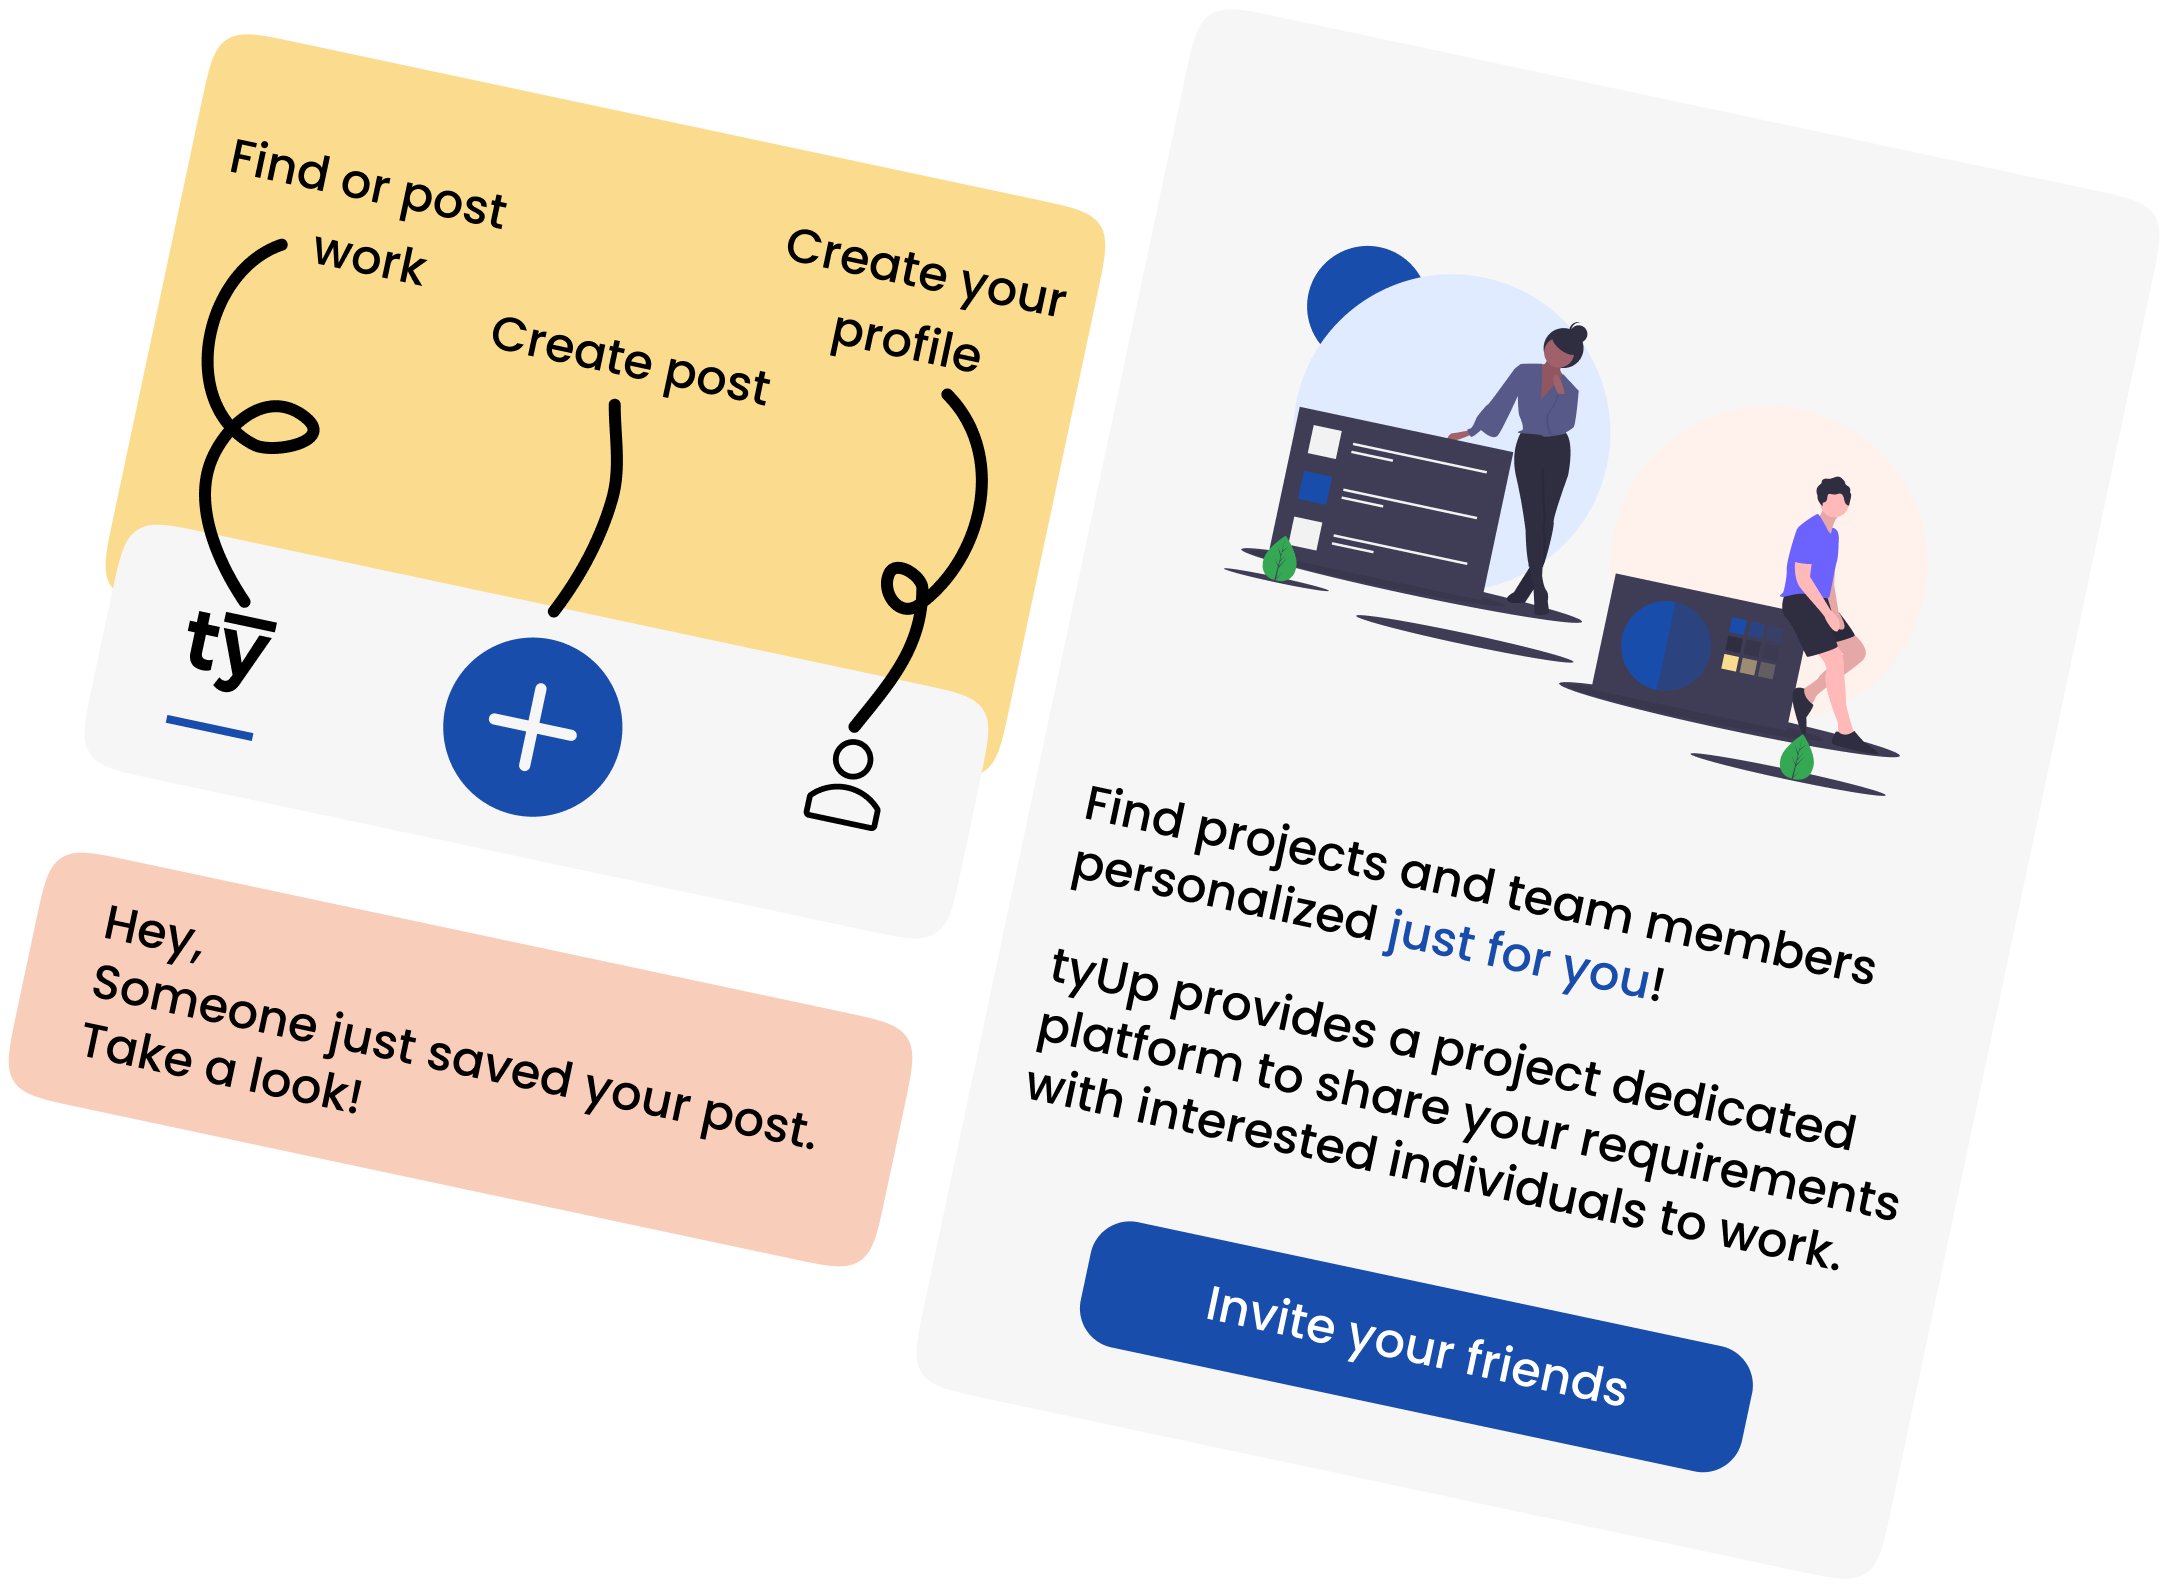 Find or post
work
Create post
Create your
profile
ty
Hey,
Someone just saved your post.
Take a look!
Find projects and team members
personalized just for you!
tyUp provides a project dedicated
platform to share your requirements
with interested individuals to work.
Invite your friends